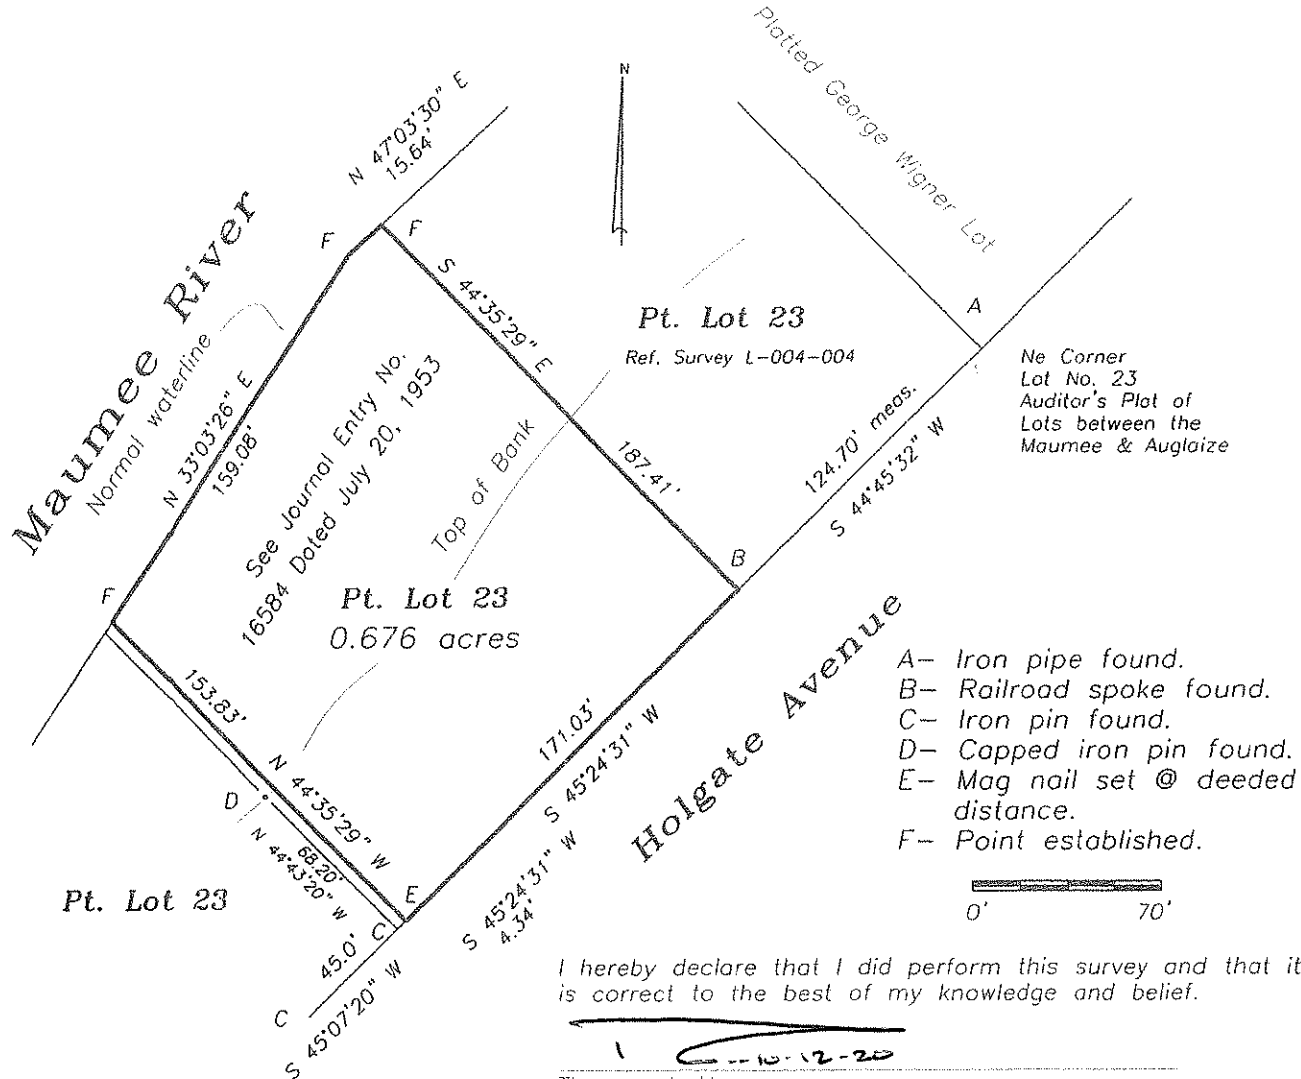 Platted George Wigner Lot
N
N 47°03'30" E
15.64'
Maumee River
Normal waterline
F
F
S 44°35'29" E
187.41'
A
Pt. Lot 23
Ref. Survey L-004-004
Ne Corner
Lot No. 23
Auditor's Plat of
Lots between the
Maumee & Auglaize
N 33°03'26" E
159.08'
See Journal Entry No.
16584 Dated July 20, 1953
Top of Bank
124.70' meas.
S 44°45'32" W
B
F
Pt. Lot 23
0.676 acres
153.83'
N 44°35'29" W
171.03'
S 45°24'31" W
Holgate Avenue
D
68.20'
N 44°43'20" W
Pt. Lot 23
E
C
S 45°24'31" W
4.34'
45.0'
S 45°07'20" W
C
A- Iron pipe found.
B- Railroad spoke found.
C- Iron pin found.
D- Capped iron pin found.
E- Mag nail set @ deeded
distance.
F- Point established.
0' 70'
I hereby declare that I did perform this survey and that it
is correct to the best of my knowledge and belief.
10-12-20